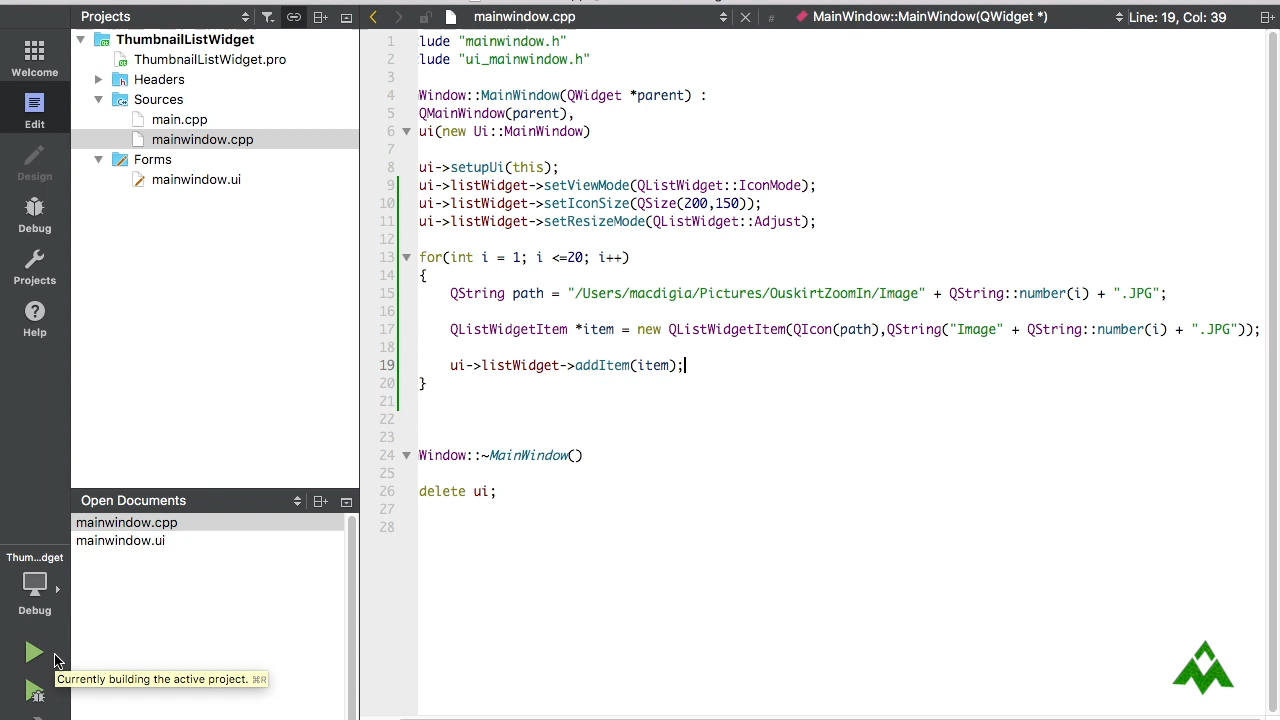 Projects
mainwindow.cpp
#
MainWindow::MainWindow(QWidget *)
Line: 19, Col: 39
Welcome
Edit
Design
Debug
Projects
Help
ThumbnailListWidget
ThumbnailListWidget.pro
Headers
Sources
main.cpp
mainwindow.cpp
Forms
mainwindow.ui
1 lude "mainwindow.h"
2 lude "ui_mainwindow.h"
3
4 Window::MainWindow(QWidget *parent) :
5 QMainWindow(parent),
6 ui(new Ui::MainWindow)
7
8 ui->setupUi(this);
9 ui->listWidget->setViewMode(QListWidget::IconMode);
10 ui->listWidget->setIconSize(QSize(200,150));
11 ui->listWidget->setResizeMode(QListWidget::Adjust);
12
13 for(int i = 1; i <=20; i++)
14 {
15 QString path = "/Users/macdigia/Pictures/OuskirtZoomIn/Image" + QString::number(i) + ".JPG";
16
17 QListWidgetItem *item = new QListWidgetItem(QIcon(path),QString("Image" + QString::number(i) + ".JPG"));
18
19 ui->listWidget->addItem(item);
20 }
21
22
23
24 Window::~MainWindow()
25
26 delete ui;
27
28
Open Documents
mainwindow.cpp
mainwindow.ui
Thum...dget
Debug
Currently building the active project. ⌘R